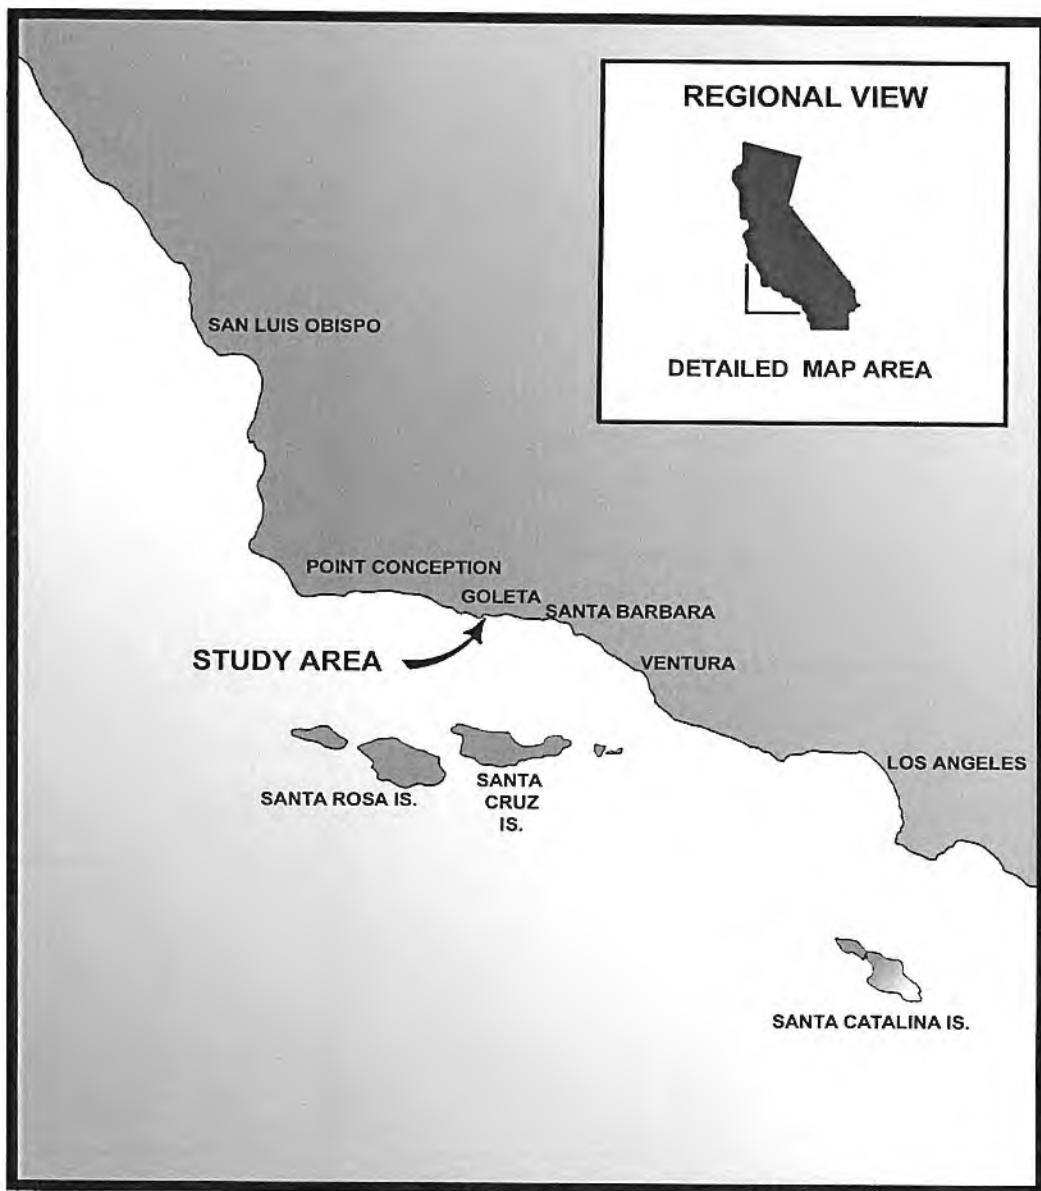 REGIONAL VIEW
DETAILED MAP AREA
SAN LUIS OBISPO
POINT CONCEPTION
GOLETA
SANTA BARBARA
STUDY AREA
VENTURA
LOS ANGELES
SANTA ROSA IS.
SANTA
CRUZ
IS.
SANTA CATALINA IS.